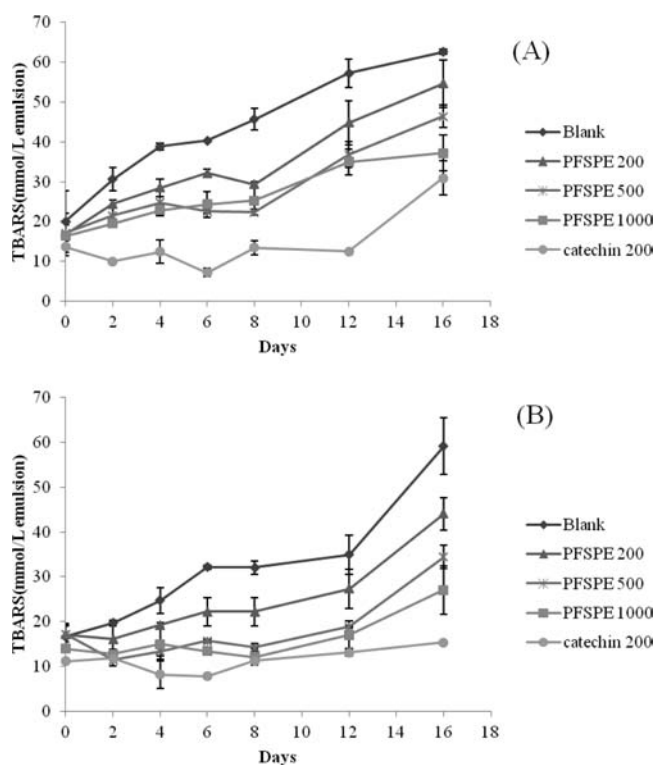 (A)
TBARS(mmol/L emulsion)
70
60
50
40
30
20
10
0
0 2 4 6 8 10 12 14 16 18
Days
Blank
PFSPE 200
PFSPE 500
PFSPE 1000
catechin 200
(B)
TBARS(mmol/L emulsion)
70
60
50
40
30
20
10
0
0 2 4 6 8 10 12 14 16 18
Days
Blank
PFSPE 200
PFSPE 500
PFSPE 1000
catechin 200